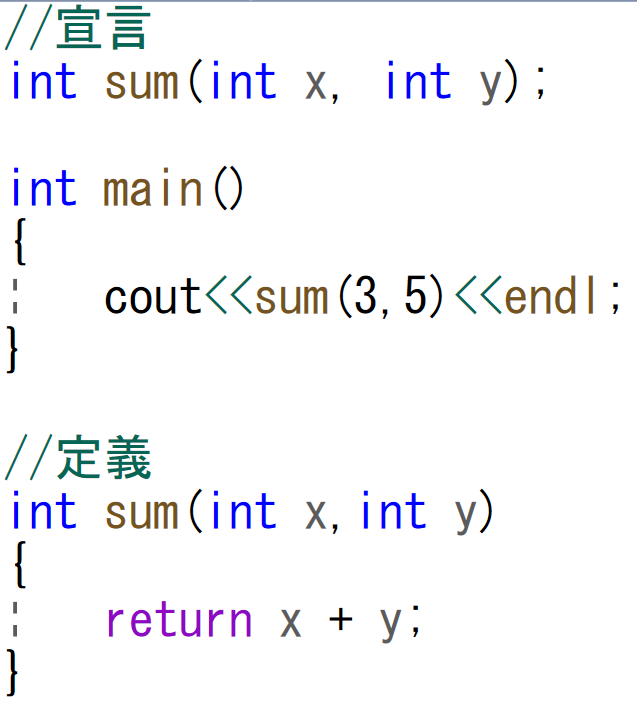 //宣言
int sum(int x, int y);
int main()
{
cout<<sum(3,5)<<endl;
}
//定義
int sum(int x,int y)
{
return x + y;
}